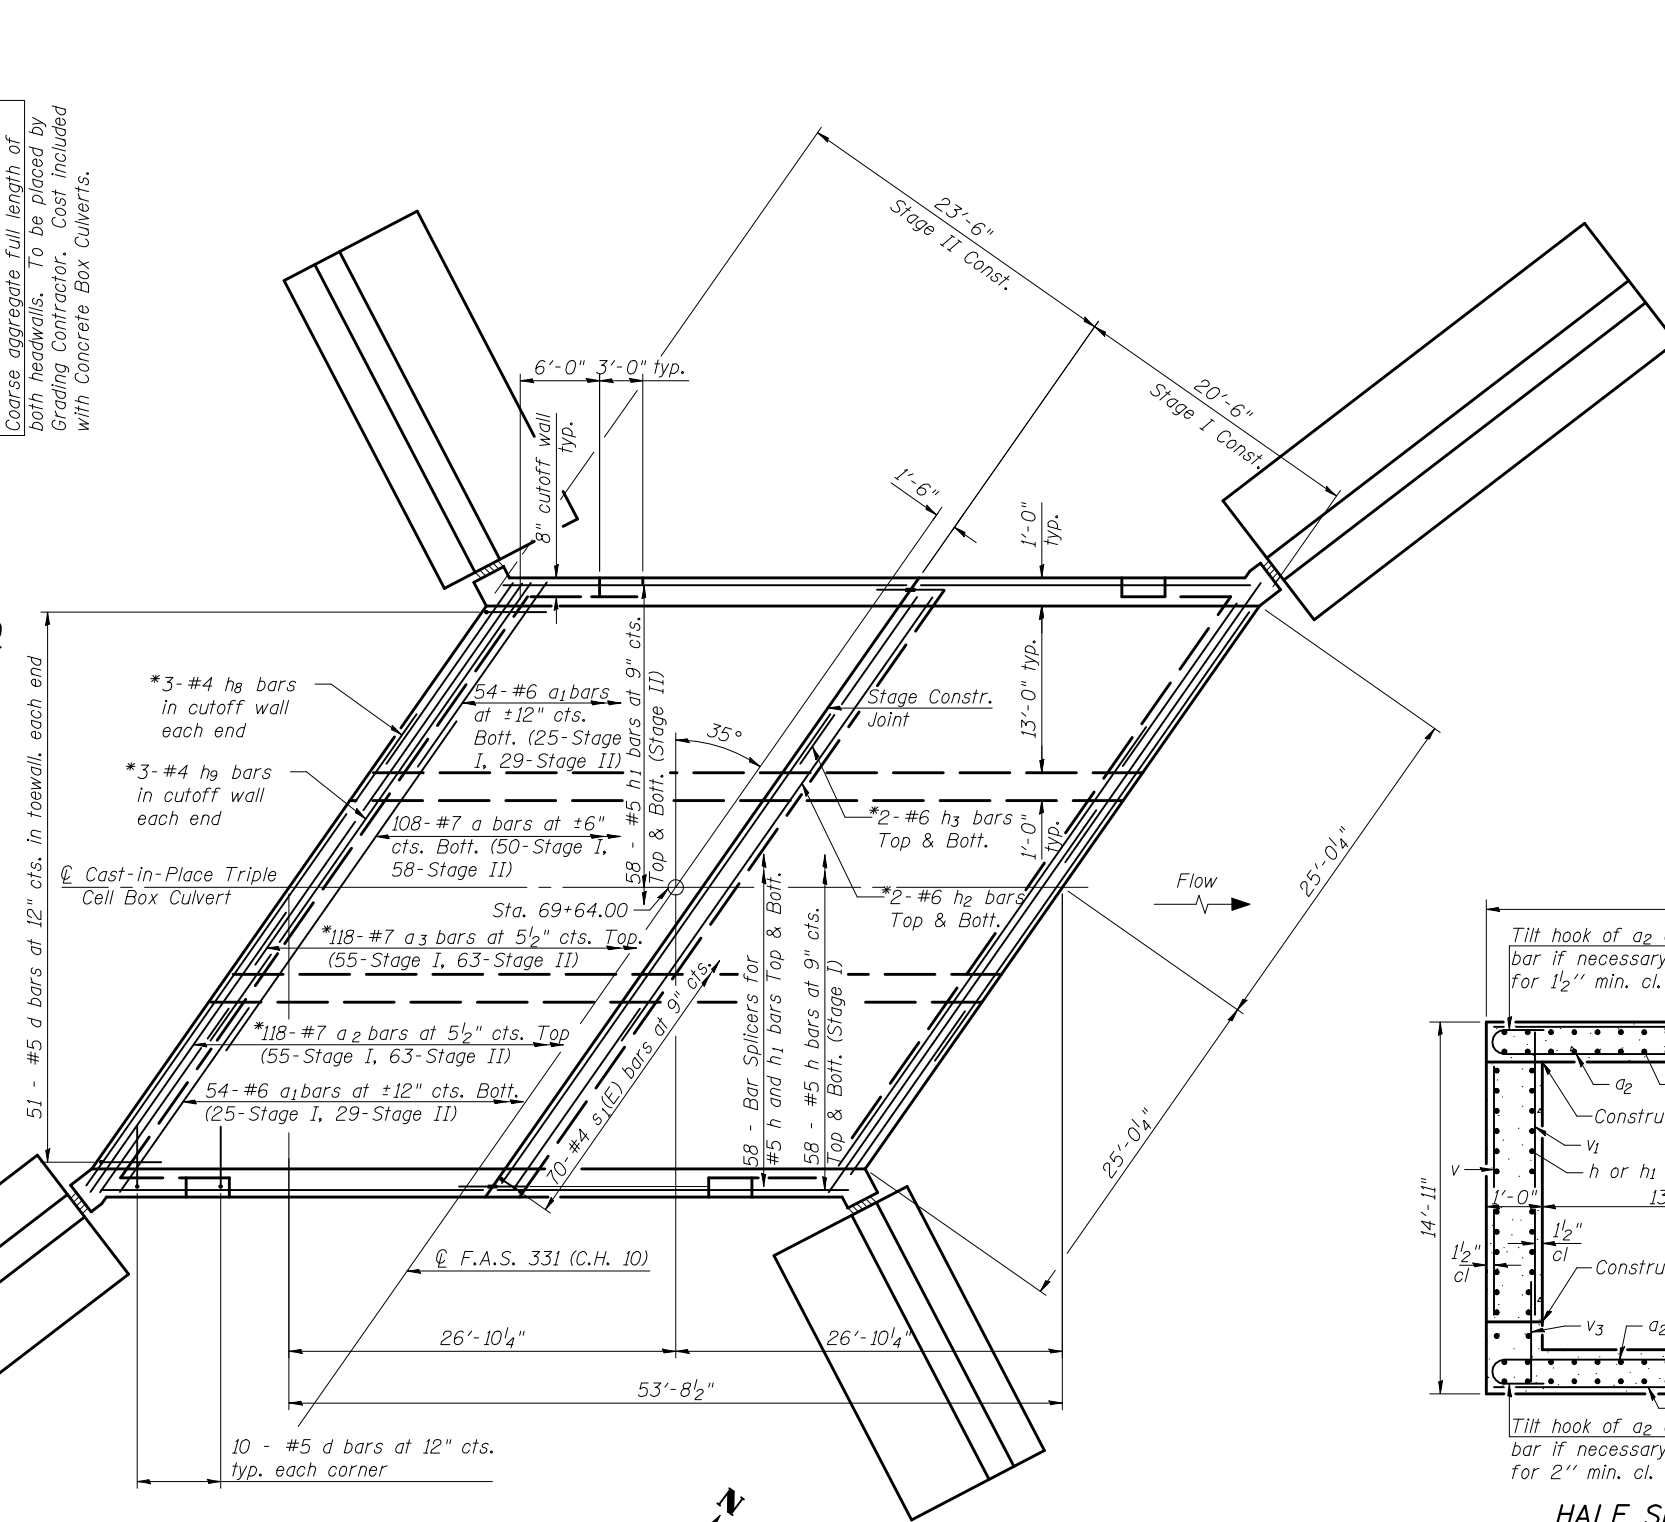 Coarse aggregate full length of
both headwalls. To be placed by
Grading Contractor. Cost included
with Concrete Box Culverts.
23'-6"
Stage II Const.
20'-6"
Stage I Const.
6'-0" 3'-0" typ.
8" cutoff wall
typ.
1'-6"
1'-0"
typ.
51 - #5 d bars at 12" cts. in toewall. each end
*3-#4 h8 bars
in cutoff wall
each end
*3-#4 h9 bars
in cutoff wall
each end
54-#6 a1 bars
at ±12" cts.
Bott. (25-Stage
I, 29-Stage II)
58 - #5 h1 bars at 9" cts.
Top & Bott. (Stage II)
35°
Stage Constr.
Joint
13'-0" typ.
108-#7 a bars at ±6"
cts. Bott. (50-Stage I,
58-Stage II)
*2-#6 h3 bars
Top & Bott.
1'-0"
typ.
℄ Cast-in-Place Triple
Cell Box Culvert
Sta. 69+64.00
*2-#6 h2 bars
Top & Bott.
Flow
25'-0¼"
*118-#7 a3 bars at 5½" cts. Top.
(55-Stage I, 63-Stage II)
*118-#7 a2 bars at 5½" cts. Top
(55-Stage I, 63-Stage II)
54-#6 a1 bars at ±12" cts. Bott.
(25-Stage I, 29-Stage II)
70-#4 s1(E) bars at 9" cts.
58 - Bar Splicers for
#5 h and h1 bars Top & Bott.
58 - #5 h bars at 9" cts.
Top & Bott. (Stage I)
25'-0¼"
℄ F.A.S. 331 (C.H. 10)
26'-10¼"
26'-10¼"
53'-8½"
10 - #5 d bars at 12" cts.
typ. each corner
N
Tilt hook of a2
bar if necessary
for 1½" min. cl.
a2
Constru
v1
v
h or h1
1'-0"
13
14'-11"
1½"
cl
1½"
cl
Constru
v3
a2
Tilt hook of a2
bar if necessary
for 2" min. cl.
HALF